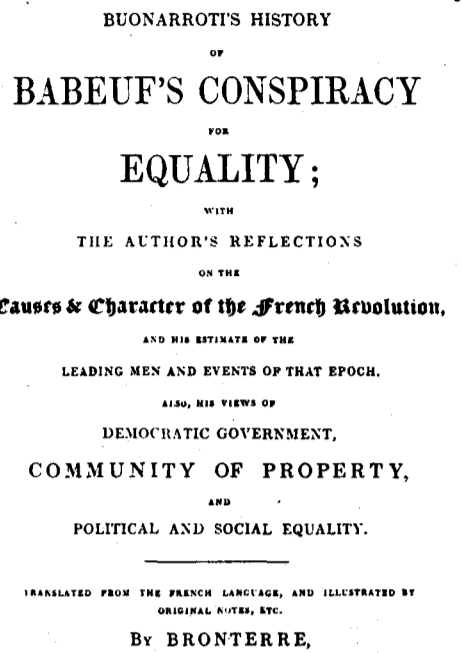 BUONARROTI'S HISTORY
OF
BABEUF'S CONSPIRACY
FOR
EQUALITY;
WITH
THE AUTHOR'S REFLECTIONS
ON THE
Causes & Character of the French Revolution,
AND HIS ESTIMATE OF THE
LEADING MEN AND EVENTS OF THAT EPOCH.
ALSO, HIS VIEWS OF
DEMOCRATIC GOVERNMENT,
COMMUNITY OF PROPERTY,
AND
POLITICAL AND SOCIAL EQUALITY.
TRANSLATED FROM THE FRENCH LANGUAGE, AND ILLUSTRATED BY
ORIGINAL NOTES, ETC.
BY BRONTERRE,